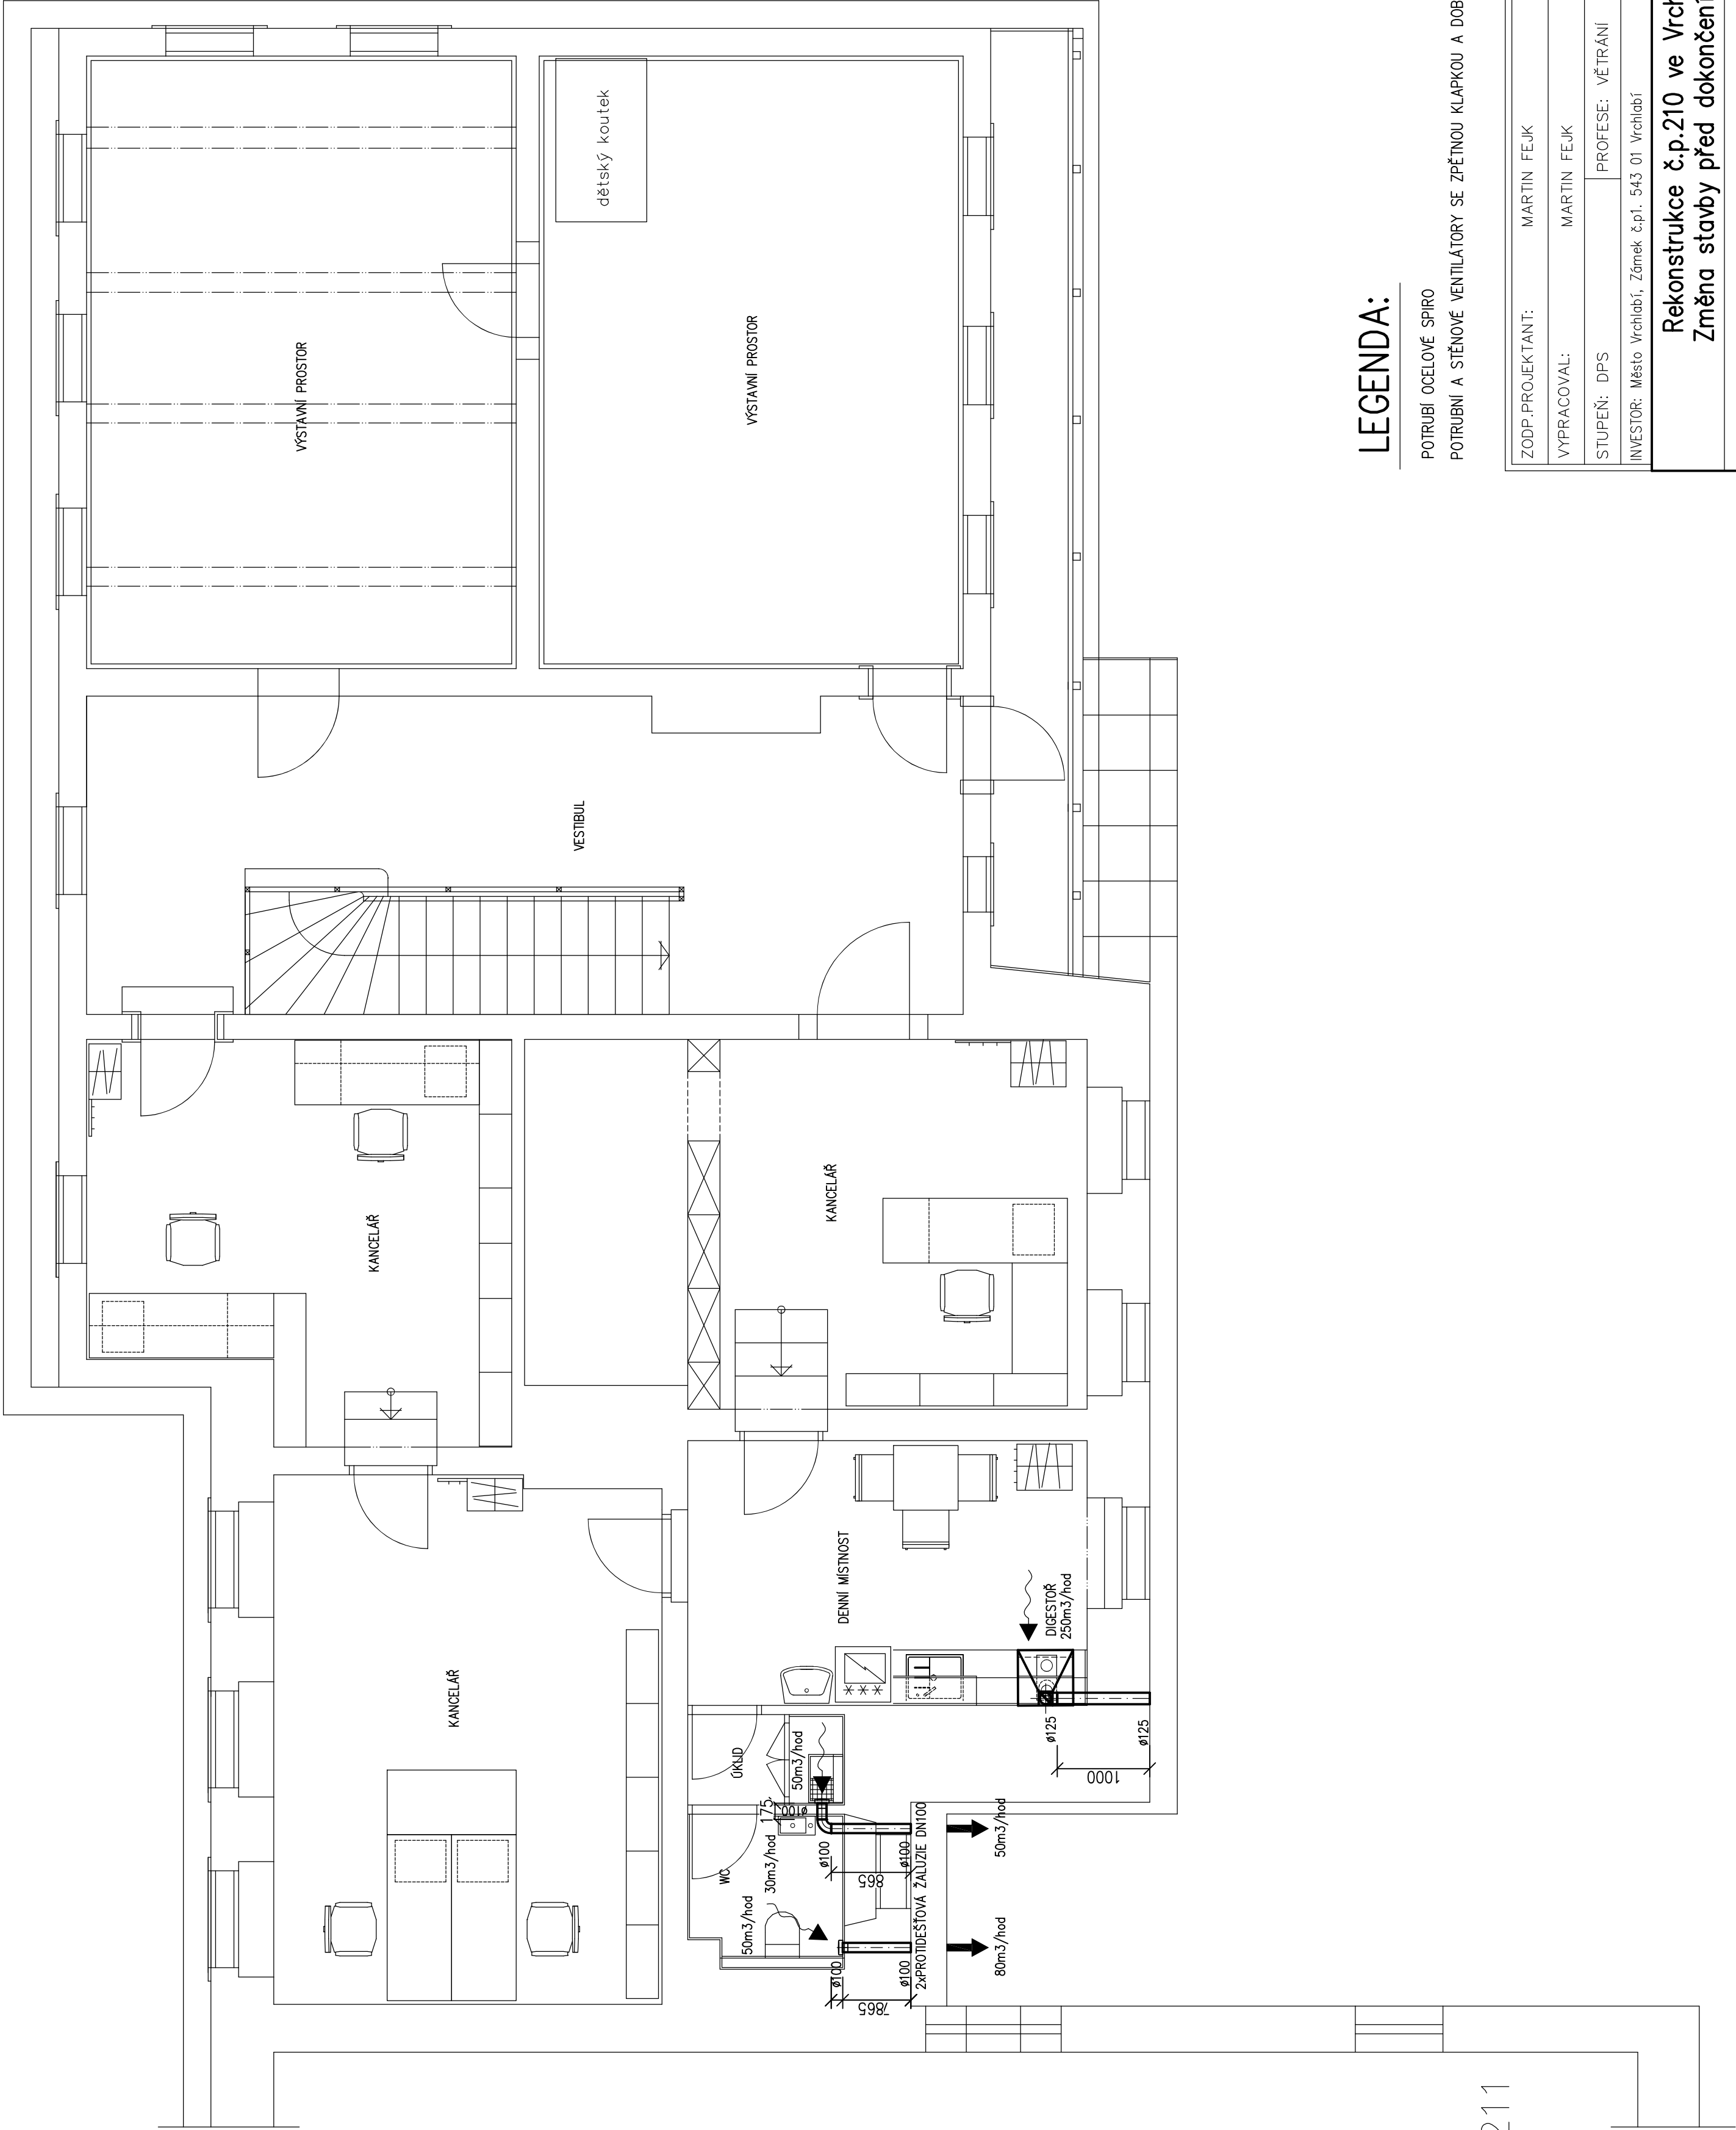 dětský koutek
VÝSTAVNÍ PROSTOR
VÝSTAVNÍ PROSTOR
VESTIBUL
KANCELÁŘ
KANCELÁŘ
KANCELÁŘ
DENNÍ MÍSTNOST
DIGESTOŘ
250m3/hod
ÚKLID
50m3/hod
WC
30m3/hod
50m3/hod
175
ø100
ø100
ø100
865
ø100
ø100
7865
ø125
ø125
1000
2xPROTIDEŠŤOVÁ ŽALUZIE DN100
50m3/hod
80m3/hod
211
LEGENDA:
POTRUBÍ OCELOVÉ SPIRO
POTRUBNÍ A STĚNOVÉ VENTILÁTORY SE ZPĚTNOU KLAPKOU A DOB
ZODP.PROJEKTANT: MARTIN FEJK
VYPRACOVAL: MARTIN FEJK
STUPEŇ: DPS PROFESE: VĚTRÁNÍ
INVESTOR: Město Vrchlabí, Zámek č.p1. 543 01 Vrchlabí
Rekonstrukce č.p.210 ve Vrch
Změna stavby před dokončení